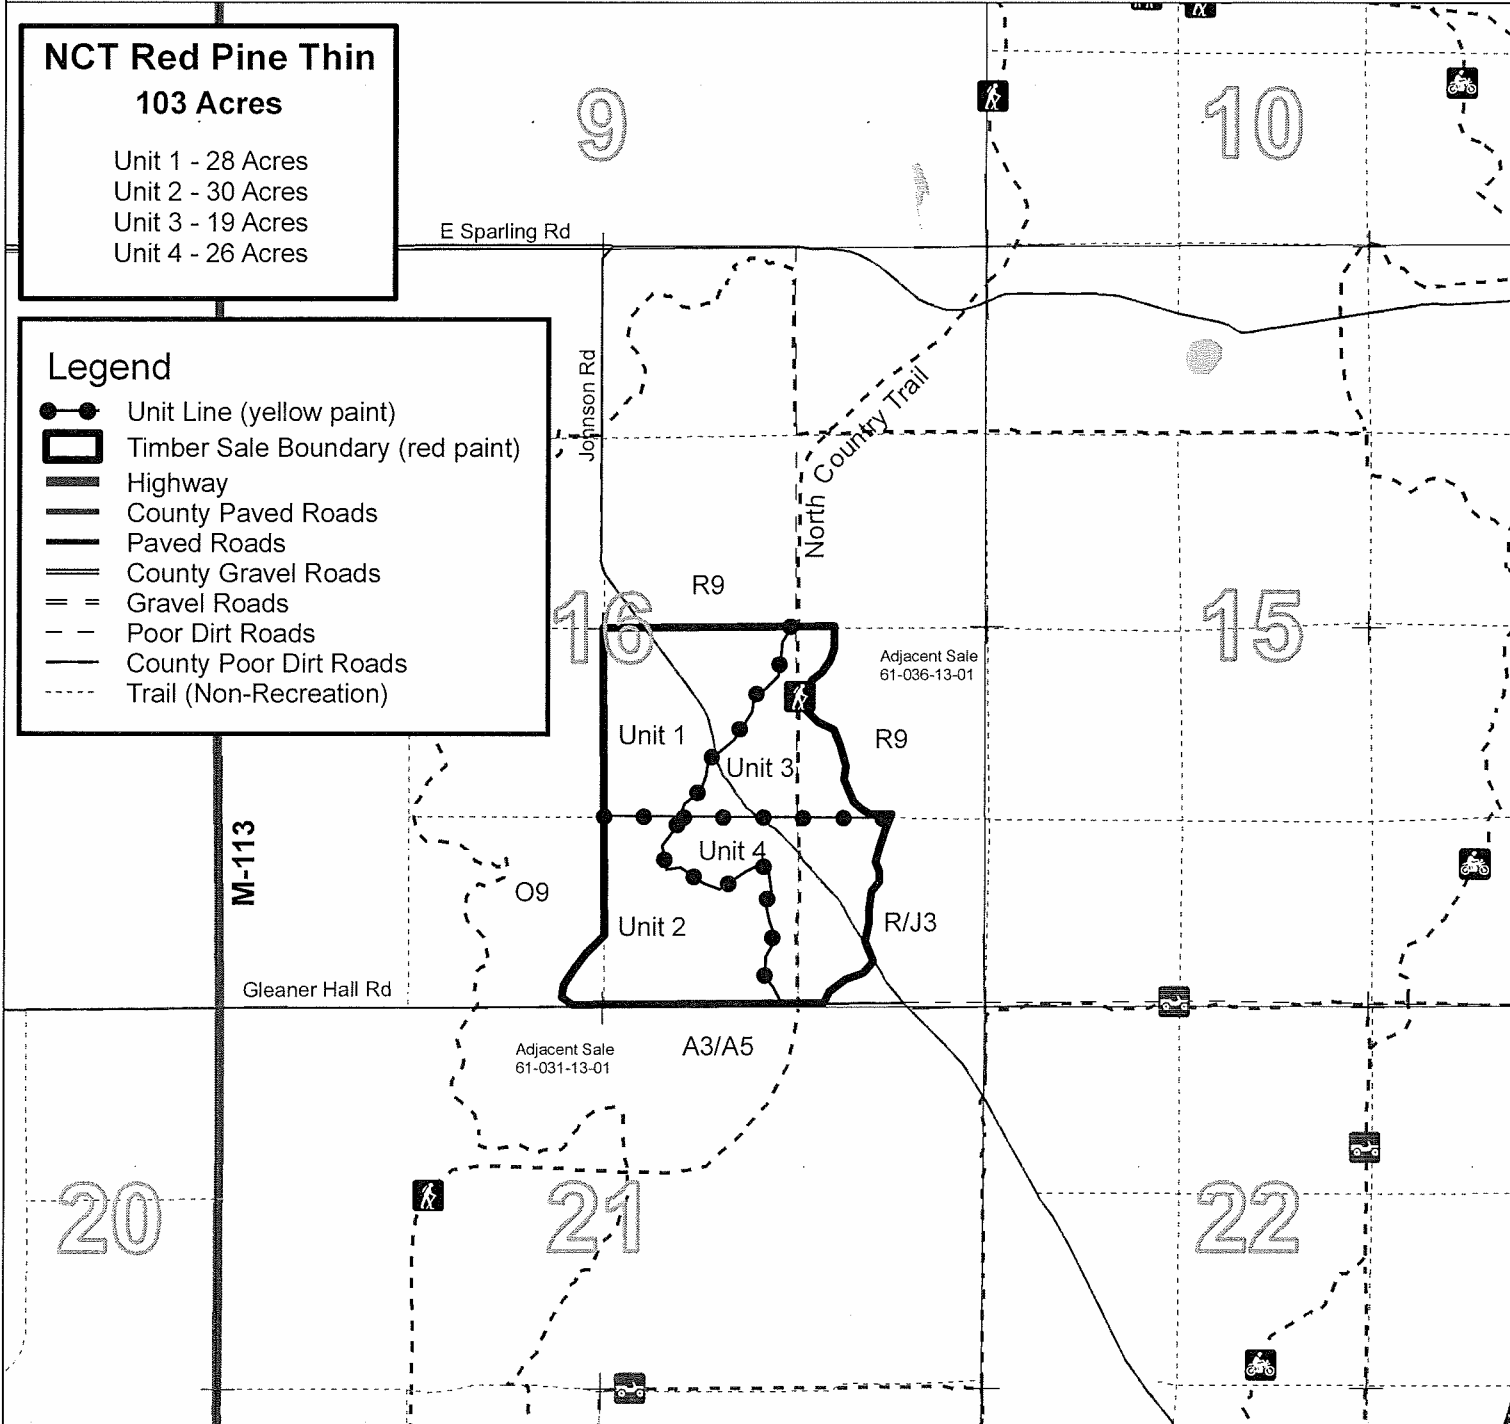 NCT Red Pine Thin
103 Acres
Unit 1 - 28 Acres
Unit 2 - 30 Acres
Unit 3 - 19 Acres
Unit 4 - 26 Acres
9
10
E Sparling Rd
Legend
Unit Line (yellow paint)
Timber Sale Boundary (red paint)
Highway
County Paved Roads
Paved Roads
County Gravel Roads
Gravel Roads
Poor Dirt Roads
County Poor Dirt Roads
Trail (Non-Recreation)
Johnson Rd
North Country Trail
R9
16
15
Adjacent Sale
61-036-13-01
Unit 1
R9
Unit 3
M-113
Unit 4
O9
Unit 2
R/J3
Gleaner Hall Rd
Adjacent Sale
61-031-13-01
A3/A5
20
21
22